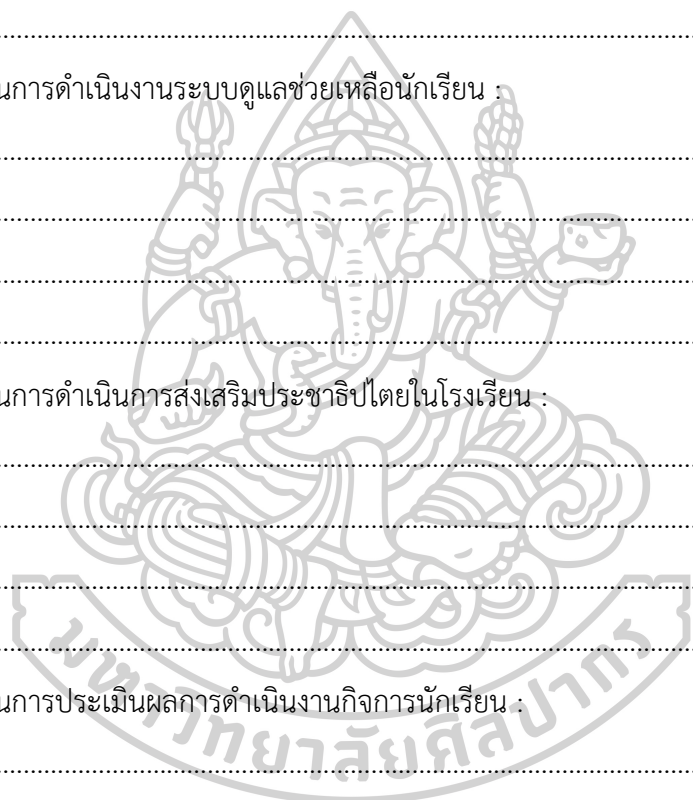 ................................................................................................
นการดำเนินงานระบบดูแลช่วยเหลือนักเรียน :
................................................................................................
................................................................................................
................................................................................................
................................................................................................
นการดำเนินการส่งเสริมประชาธิปไตยในโรงเรียน :
................................................................................................
................................................................................................
................................................................................................
................................................................................................
นการประเมินผลการดำเนินงานกิจการนักเรียน :
................................................................................................
มหาวิทยาลัยศิลปากร